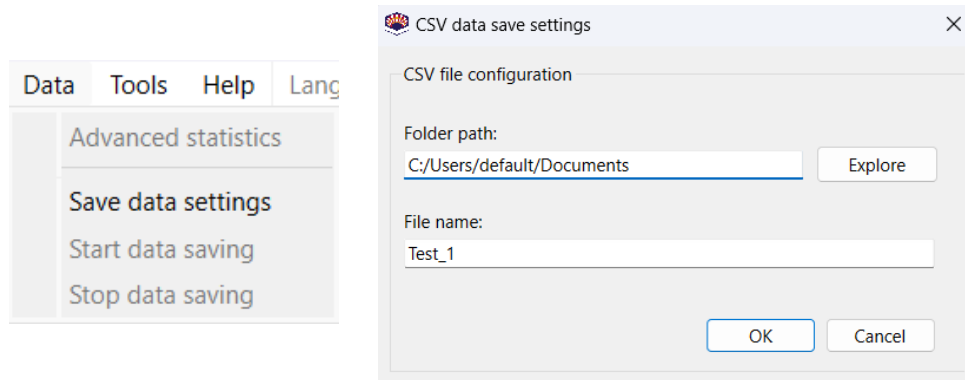 Data Tools Help Lang
Advanced statistics
Save data settings
Start data saving
Stop data saving
CSV data save settings
CSV file configuration
Folder path:
C:/Users/default/Documents Explore
File name:
Test_1
OK Cancel